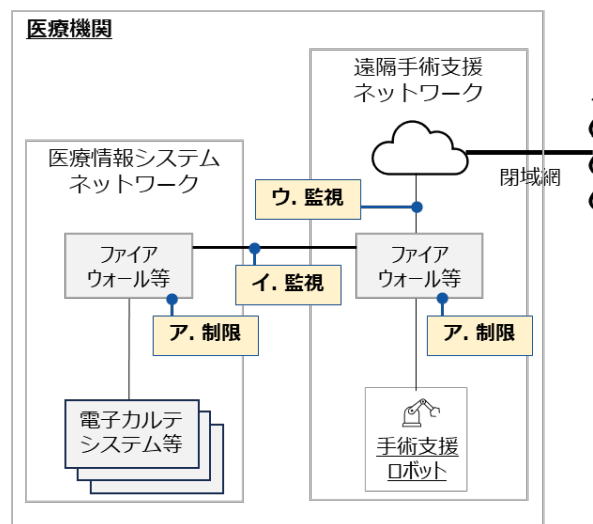 医療機関
遠隔手術支援
ネットワーク
医療情報システム
ネットワーク
閉域網
ウ. 監視
ファイア
ウォール等
ファイア
ウォール等
イ. 監視
ア. 制限
ア. 制限
電子カルテ
システム等
手術支援
ロボット